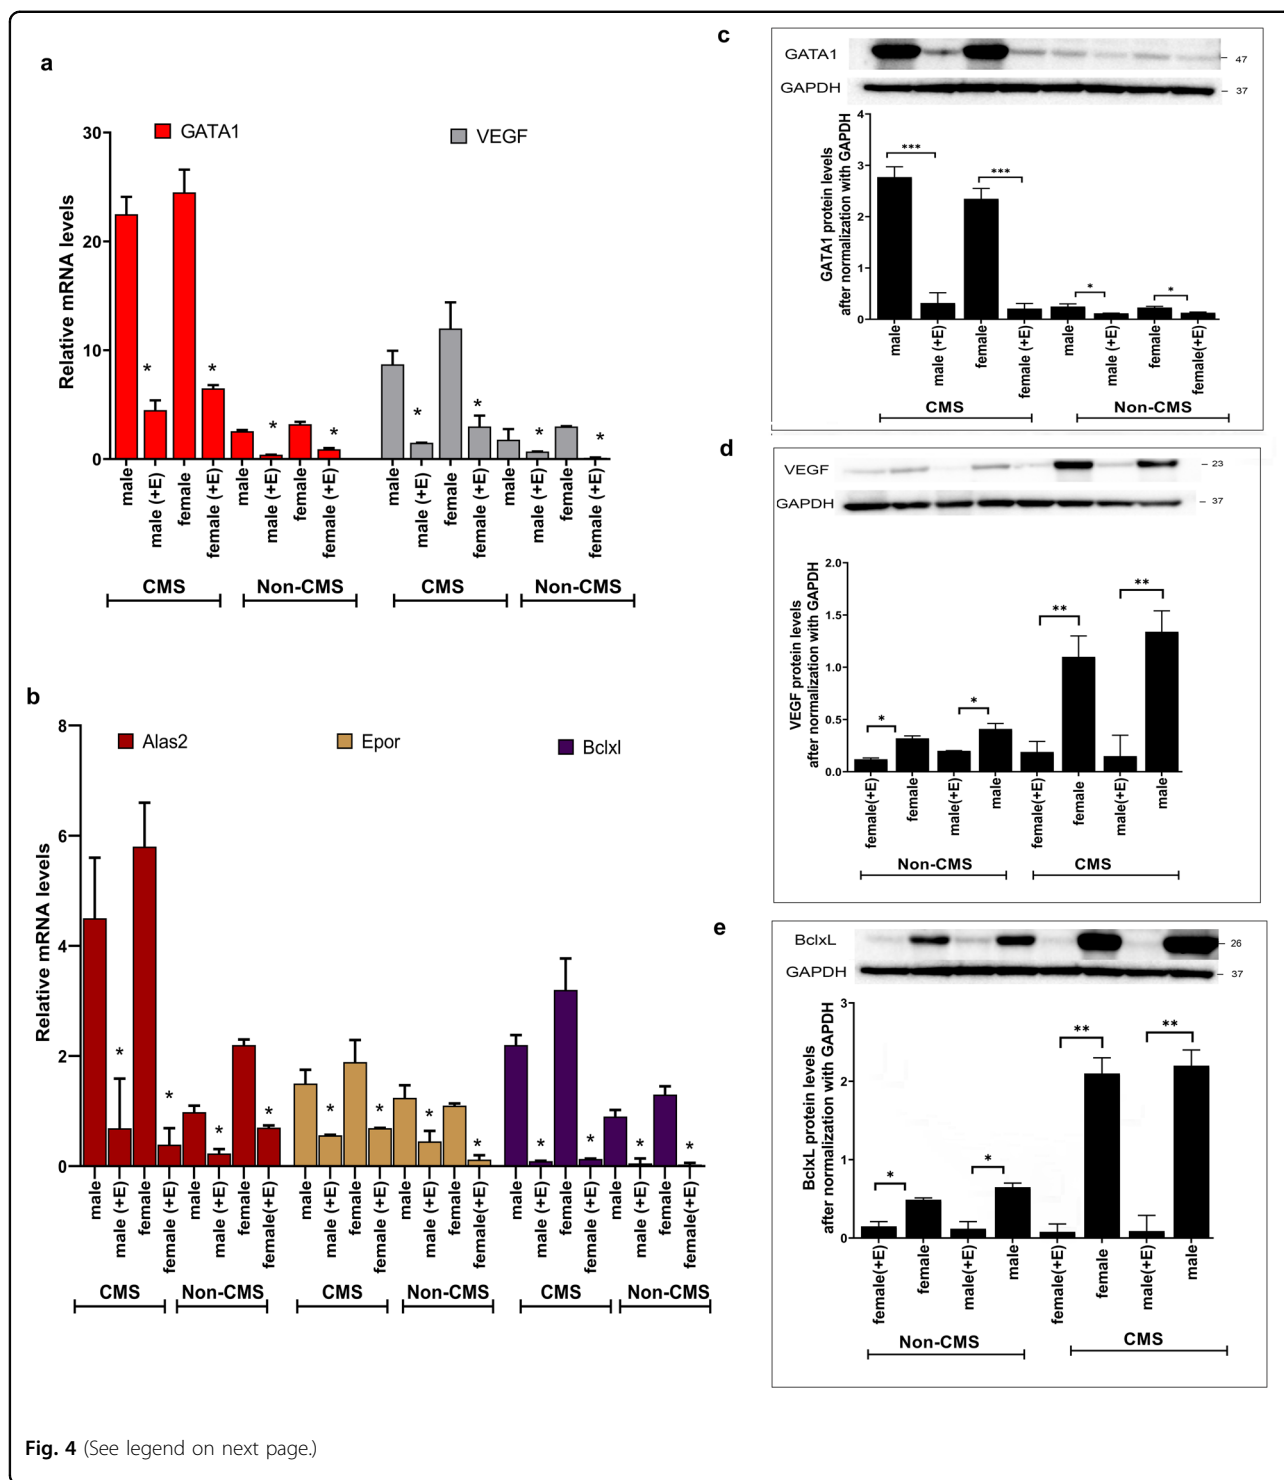 a
GATA1
VEGF
Relative mRNA levels
30
20
10
0
* * * * * * * *
male
male (+E)
female
female (+E)
male
male (+E)
female
female (+E)
male
male (+E)
female
female (+E)
male
male (+E)
female
female (+E)
CMS
Non-CMS
CMS
Non-CMS
b
Alas2
Epor
Bclxl
Relative mRNA levels
8
6
4
2
0
* * * * * * * * * * * *
male
male (+E)
female
female (+E)
male
male (+E)
female
female(+E)
male
male (+E)
female
female (+E)
male
male (+E)
female
female(+E)
male
male (+E)
female
female (+E)
male
male (+E)
female
female(+E)
CMS
Non-CMS
CMS
Non-CMS
CMS
Non-CMS
c
GATA1
47
GAPDH
37
GATA1 protein levels
after normalization with GAPDH
4
3
2
1
0
*** *** * *
male
male (+E)
female
female (+E)
male
male (+E)
female
female(+E)
CMS
Non-CMS
d
VEGF
23
GAPDH
37
VEGF protein levels
after normalization with GAPDH
2.0
1.5
1.0
0.5
0.0
* * ** **
female(+E)
female
male(+E)
male
female(+E)
female
male(+E)
male
Non-CMS
CMS
e
BclxL
26
GAPDH
37
BclxL protein levels
after normalization with GAPDH
3
2
1
0
* * ** **
female(+E)
female
male(+E)
male
female(+E)
female
male(+E)
male
Non-CMS
CMS
Fig. 4 (See legend on next page.)